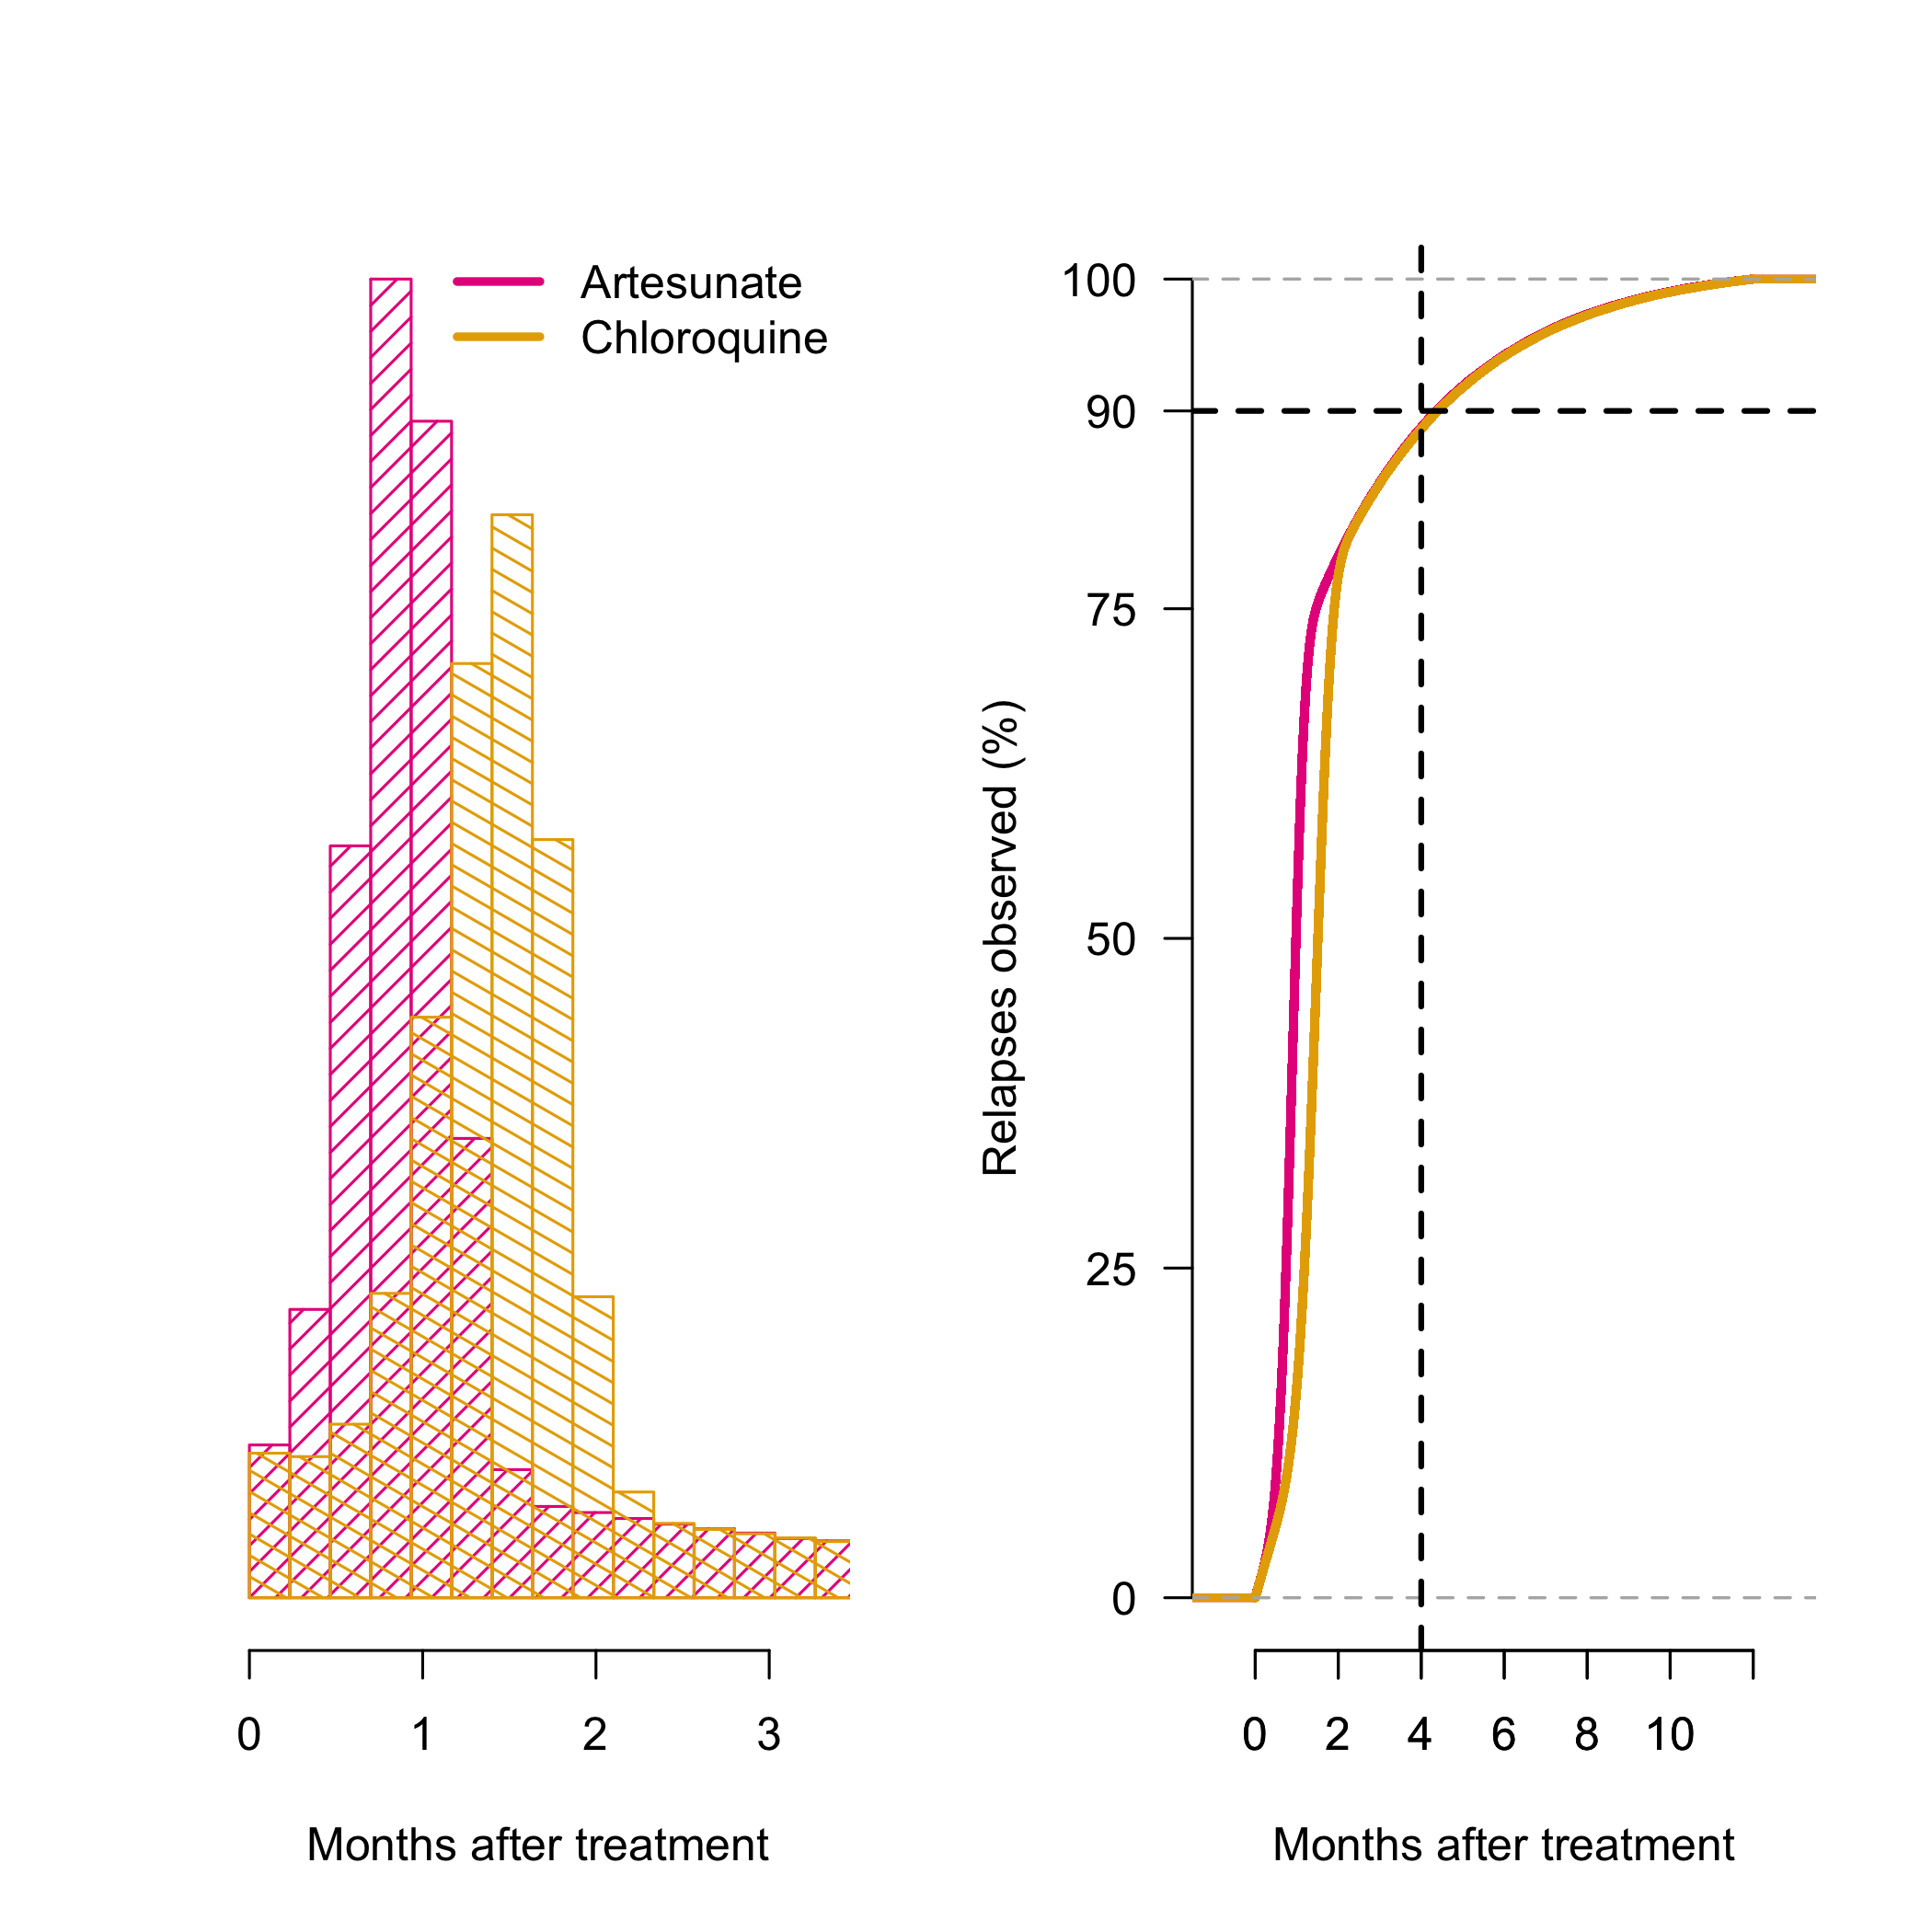 Artesunate
Chloroquine
0 1 2 3
Months after treatment
Relapses observed (%)
100
90
75
50
25
0
0 2 4 6 8 10
Months after treatment